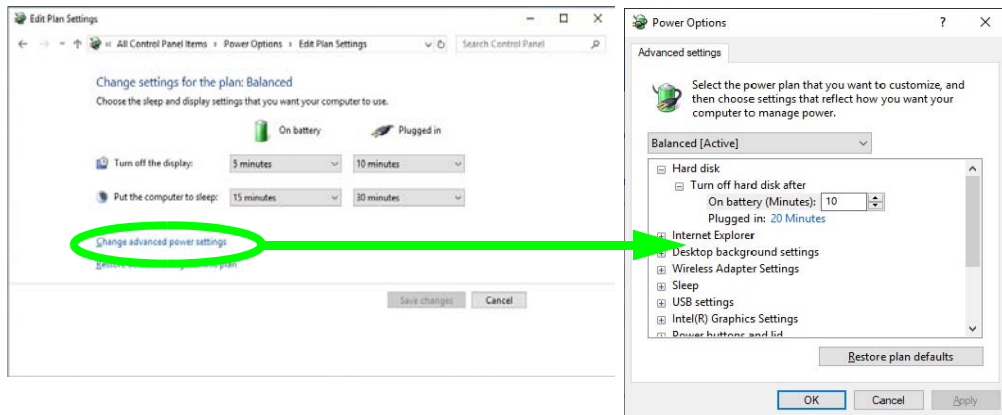 Edit Plan Settings
« All Control Panel Items › Power Options › Edit Plan Settings
Search Control Panel
Change settings for the plan: Balanced
Choose the sleep and display settings that you want your computer to use.
On battery Plugged in
Turn off the display: 5 minutes 10 minutes
Put the computer to sleep: 15 minutes 30 minutes
Change advanced power settings
plan
Save changes Cancel
Power Options ? X
Advanced settings
Select the power plan that you want to customize, and
then choose settings that reflect how you want your
computer to manage power.
Balanced [Active]
Hard disk
Turn off hard disk after
On battery (Minutes): 10
Plugged in: 20 Minutes
Internet Explorer
Desktop background settings
Wireless Adapter Settings
Sleep
USB settings
Intel(R) Graphics Settings
Power buttons and lid
Restore plan defaults
OK Cancel Apply